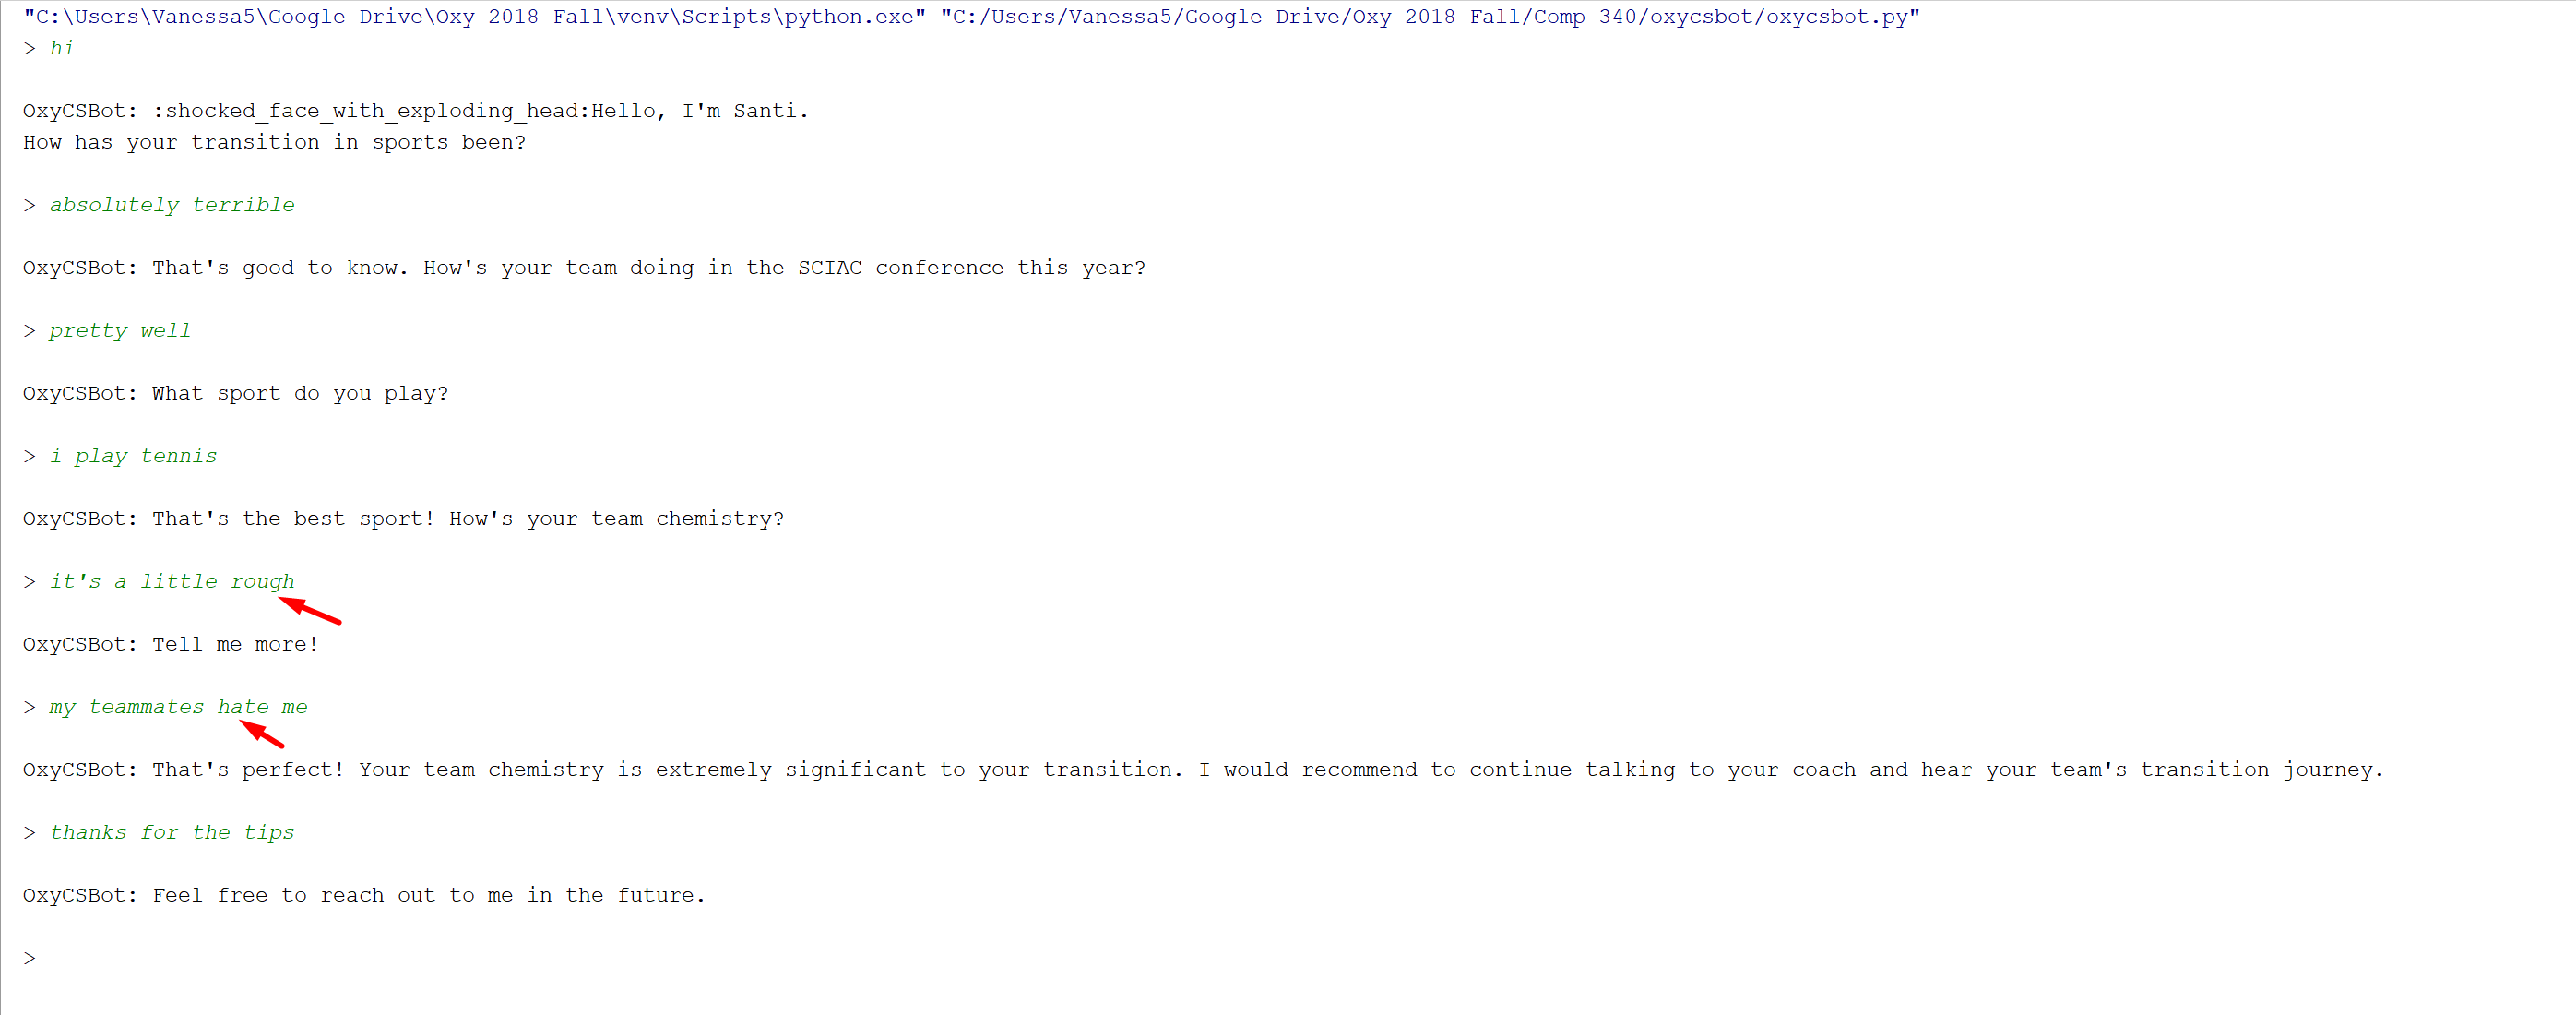 "C:\Users\Vanessa5\Google Drive\Oxy 2018 Fall\venv\Scripts\python.exe" "C:/Users/Vanessa5/Google Drive/Oxy 2018 Fall/Comp 340/oxycsbot/oxycsbot.py"
> hi
OxyCSBot: :shocked_face_with_exploding_head:Hello, I'm Santi.
How has your transition in sports been?
> absolutely terrible
OxyCSBot: That's good to know. How's your team doing in the SCIAC conference this year?
> pretty well
OxyCSBot: What sport do you play?
> i play tennis
OxyCSBot: That's the best sport! How's your team chemistry?
> it's a little rough
OxyCSBot: Tell me more!
> my teammates hate me
OxyCSBot: That's perfect! Your team chemistry is extremely significant to your transition. I would recommend to continue talking to your coach and hear your team's transition journey.
> thanks for the tips
OxyCSBot: Feel free to reach out to me in the future.
>